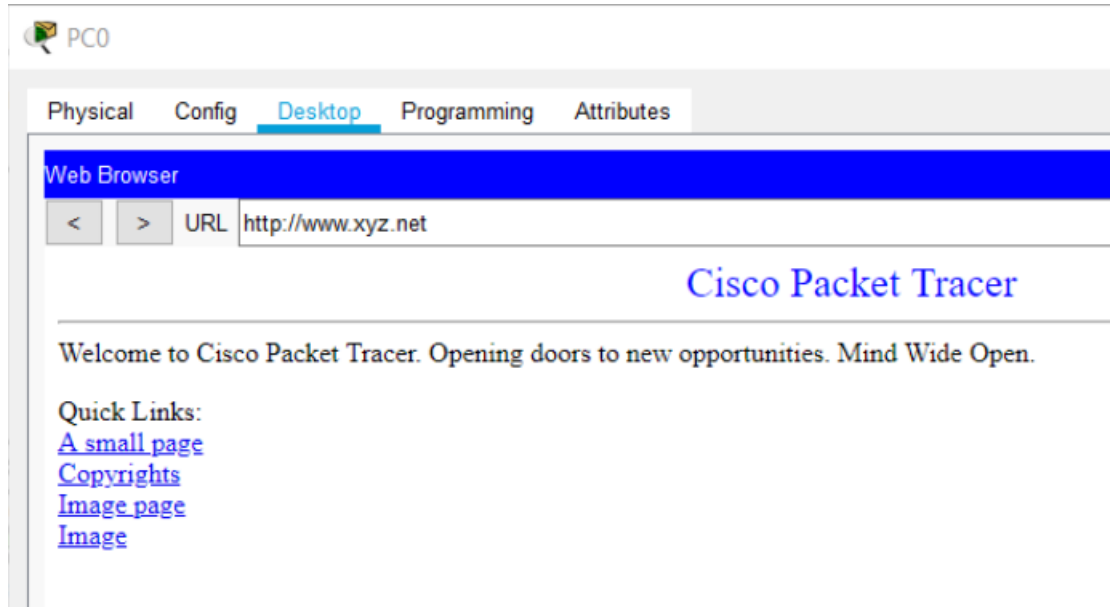 PC0
Physical Config Desktop Programming Attributes
Web Browser
< > URL http://www.xyz.net
Cisco Packet Tracer
Welcome to Cisco Packet Tracer. Opening doors to new opportunities. Mind Wide Open.
Quick Links:
A small page
Copyrights
Image page
Image